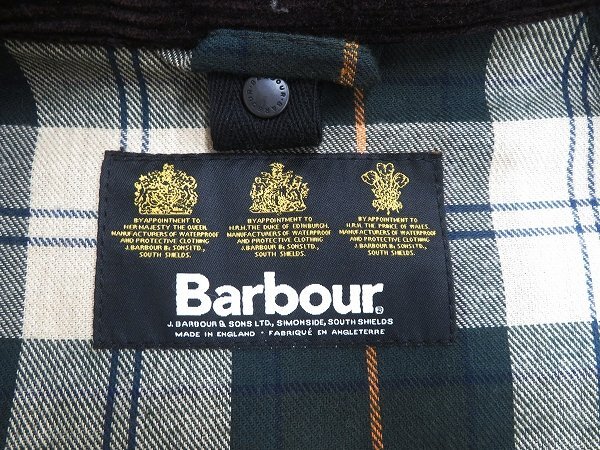 BY APPOINTMENT TO
HER MAJESTY THE QUEEN.
MANUFACTURERS OF WATERPROOF
AND PROTECTIVE CLOTHING
J. BARBOUR & SONS LTD.,
SOUTH SHIELDS.
BY APPOINTMENT TO
H.R.H. THE DUKE OF EDINBURGH.
MANUFACTURERS OF WATERPROOF
AND PROTECTIVE CLOTHING
J. BARBOUR & SONS LTD.,
SOUTH SHIELDS.
BY APPOINTMENT TO
H.R.H. THE PRINCE OF WALES.
MANUFACTURERS OF WATERPROOF
AND PROTECTIVE CLOTHING
J. BARBOUR & SONS LTD.,
SOUTH SHIELDS.
Barbour®
J. BARBOUR & SONS LTD., SIMONSIDE, SOUTH SHIELDS
MADE IN ENGLAND · FABRIQUÉ EN ANGLETERRE